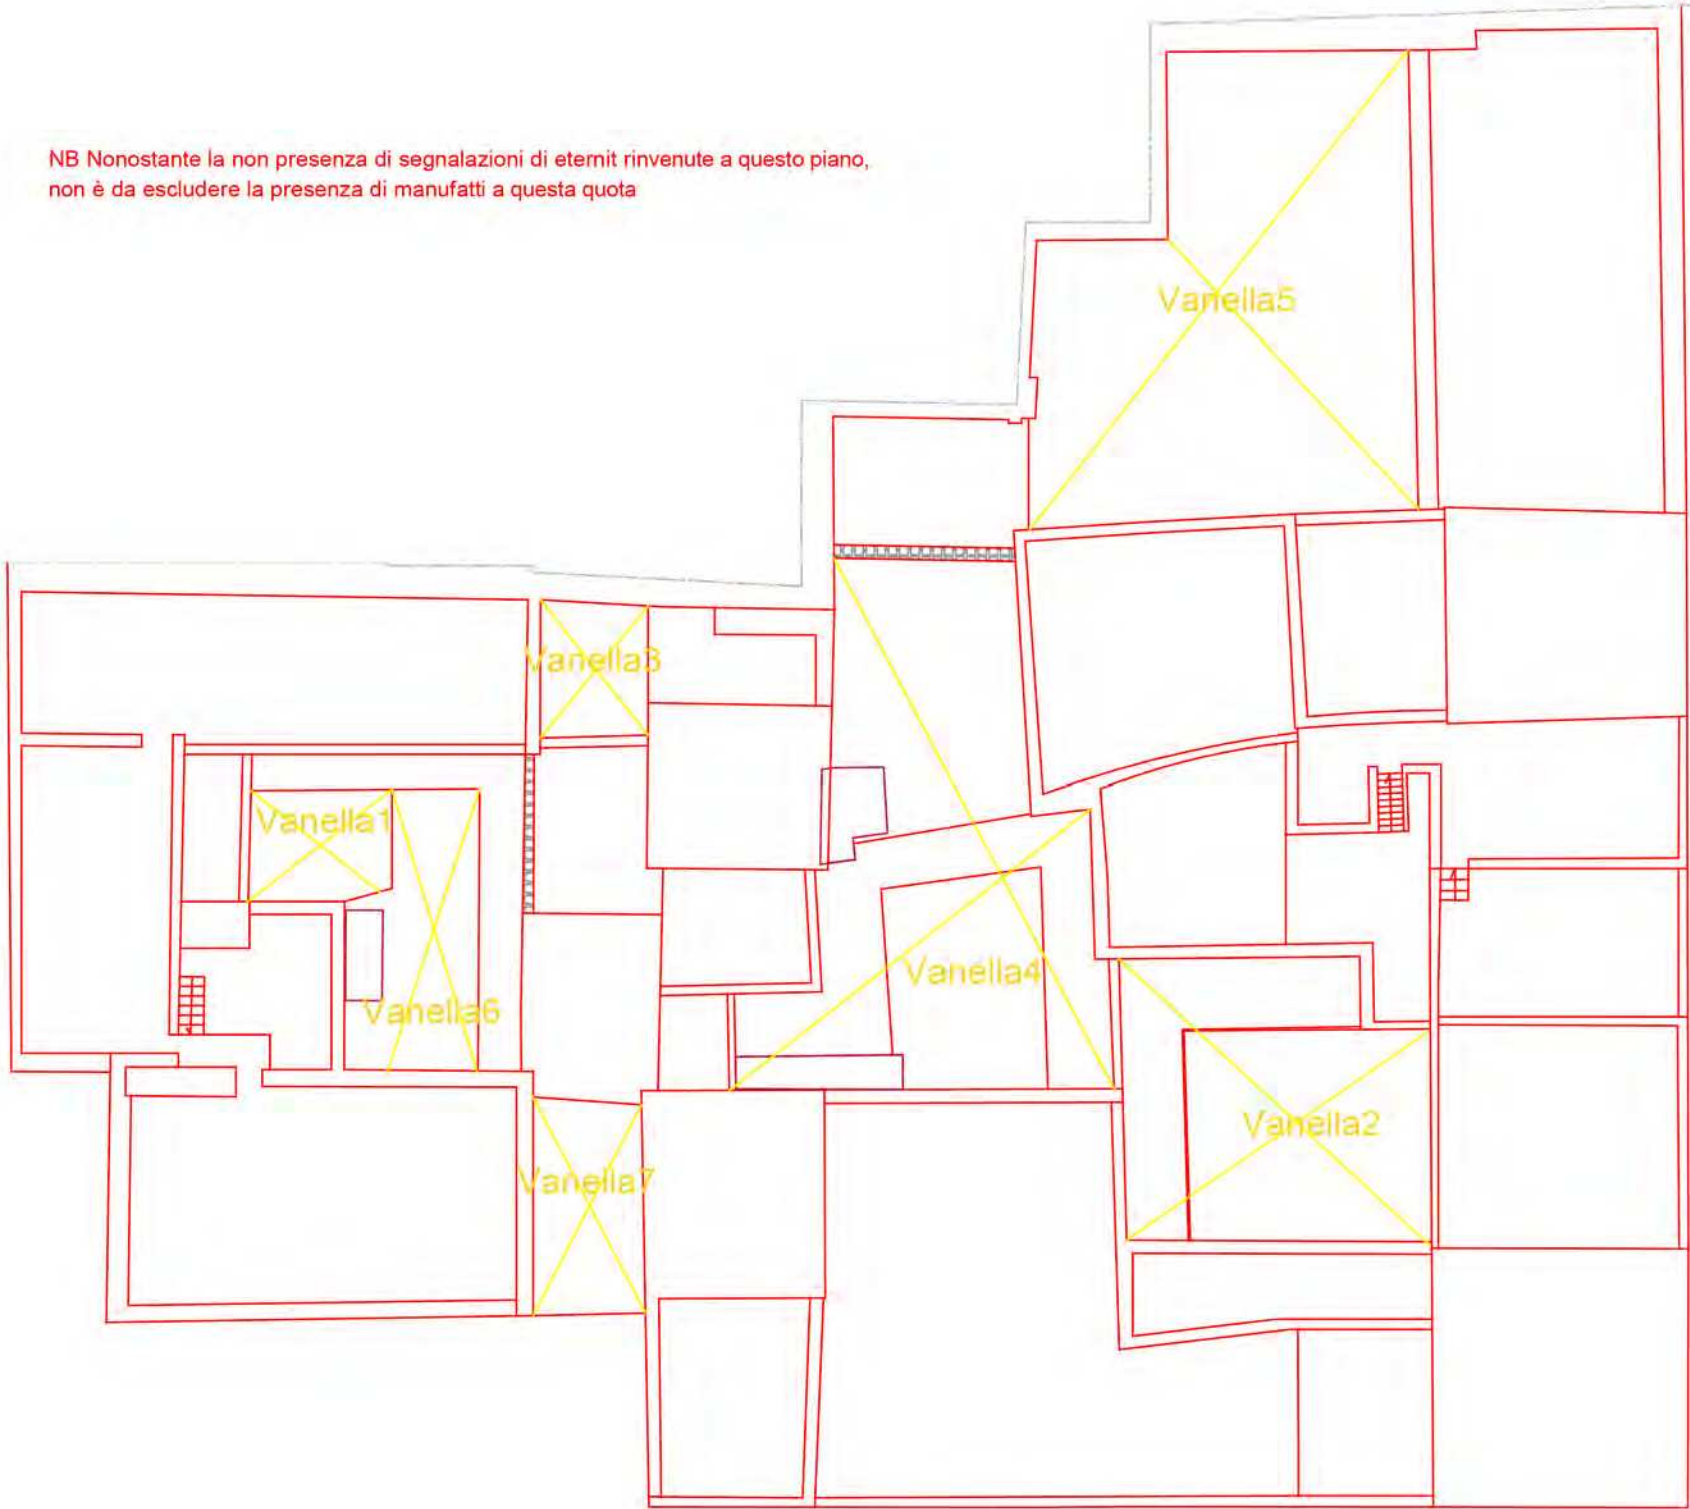 NB Nonostante la non presenza di segnalazioni di eternit rinvenute a questo piano,
non è da escludere la presenza di manufatti a questa quota
Vanella5
Vanella3
Vanella1
Vanella4
Vanella6
Vanella2
Vanella7